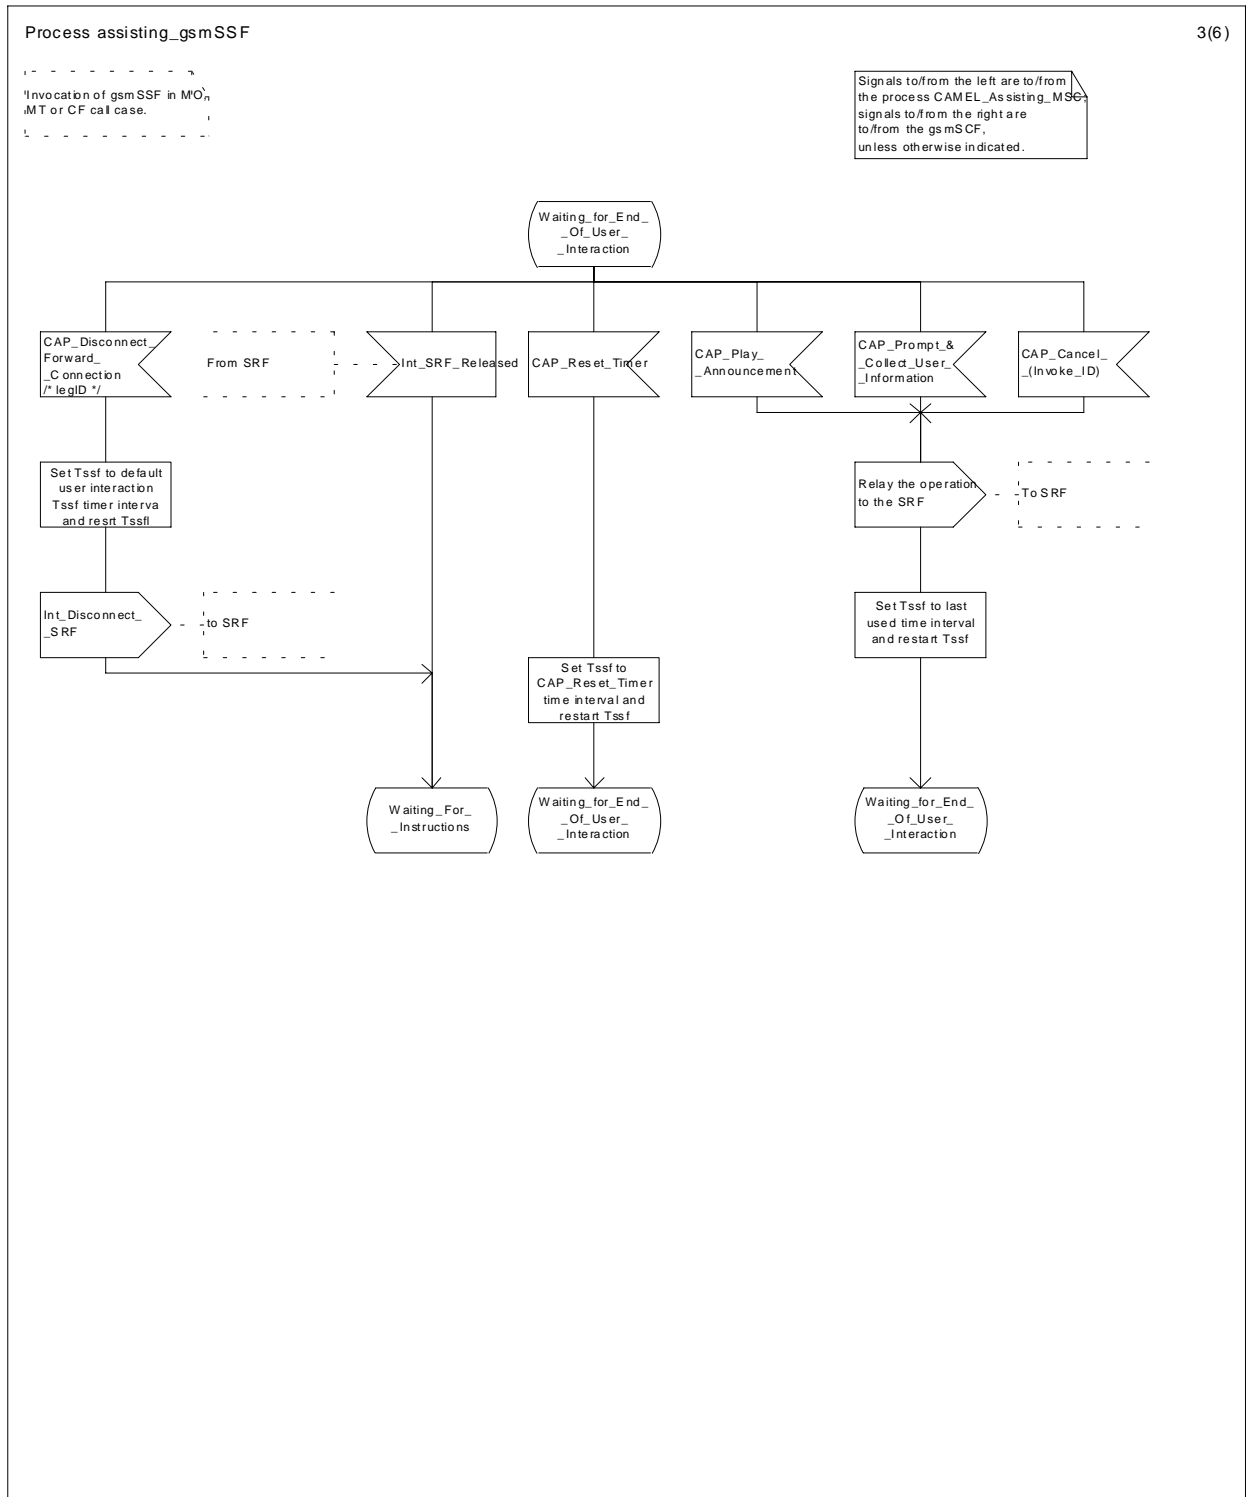 Process assisting_gsmSSF
3(6)
Invocation of gsmSSF in MO,
MT or CF call case.
Signals to/from the left are to/from
the process CAMEL_Assisting_MSC;
signals to/from the right are
to/from the gsmSCF,
unless otherwise indicated.
Waiting_for_End_
_Of_User_
_Interaction
CAP_Disconnect_
Forward_
_Connection
/* legID */
From SRF
Int_SRF_Released
CAP_Reset_Timer
CAP_Play_
_Announcement
CAP_Prompt_&
_Collect_User_
_Information
CAP_Cancel_
_(Invoke_ID)
Set Tssf to default
user interaction
Tssf timer interva
and resrt Tssfl
Relay the operation
to the SRF
To SRF
Int_Disconnect_
_SRF
to SRF
Set Tssf to last
used time interval
and restart Tssf
Set Tssf to
CAP_Reset_Timer
time interval and
restart Tssf
Waiting_For_
_Instructions
Waiting_for_End_
_Of_User_
_Interaction
Waiting_for_End_
_Of_User_
_Interaction